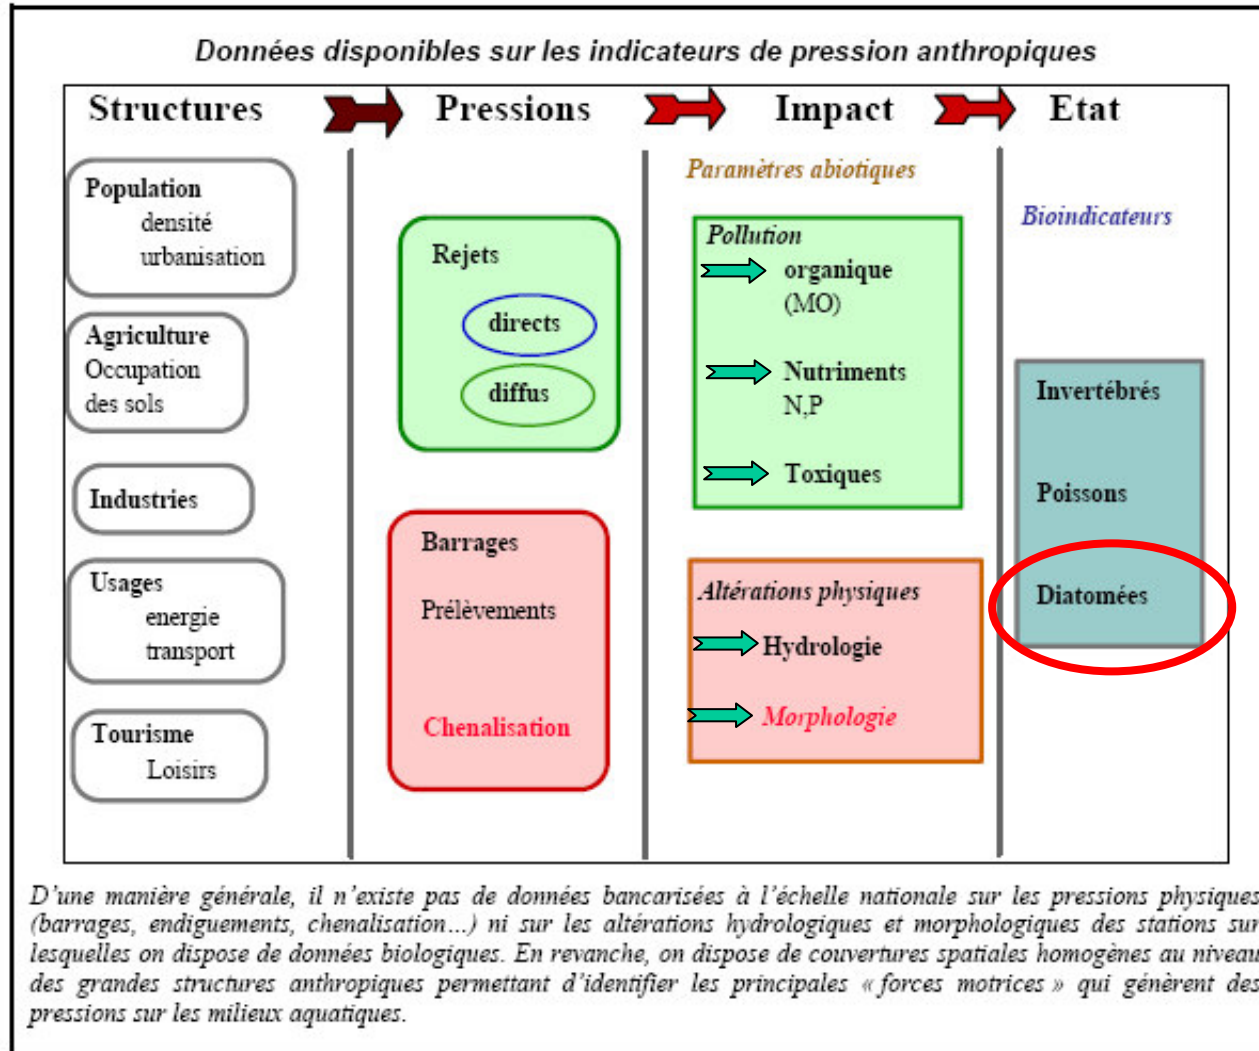 Données disponibles sur les indicateurs de pression anthropiques
Structures
Pressions
Impact
Etat
Population
densité
urbanisation
Agriculture
Occupation
des sols
Industries
Usages
energie
transport
Tourisme
Loisirs
Rejets
directs
diffus
Barrages
Prélèvements
Chenalisation
Paramètres abiotiques
Pollution
organique
(MO)
Nutriments
N,P
Toxiques
Altérations physiques
Hydrologie
Morphologie
Bioindicateurs
Invertébrés
Poissons
Diatomées
D'une manière générale, il n'existe pas de données bancarisées à l'échelle nationale sur les pressions physiques
(barrages, endiguements, chenalisation...) ni sur les altérations hydrologiques et morphologiques des stations sur
lesquelles on dispose de données biologiques. En revanche, on dispose de couvertures spatiales homogènes au niveau
des grandes structures anthropiques permettant d'identifier les principales « forces motrices » qui génèrent des
pressions sur les milieux aquatiques.